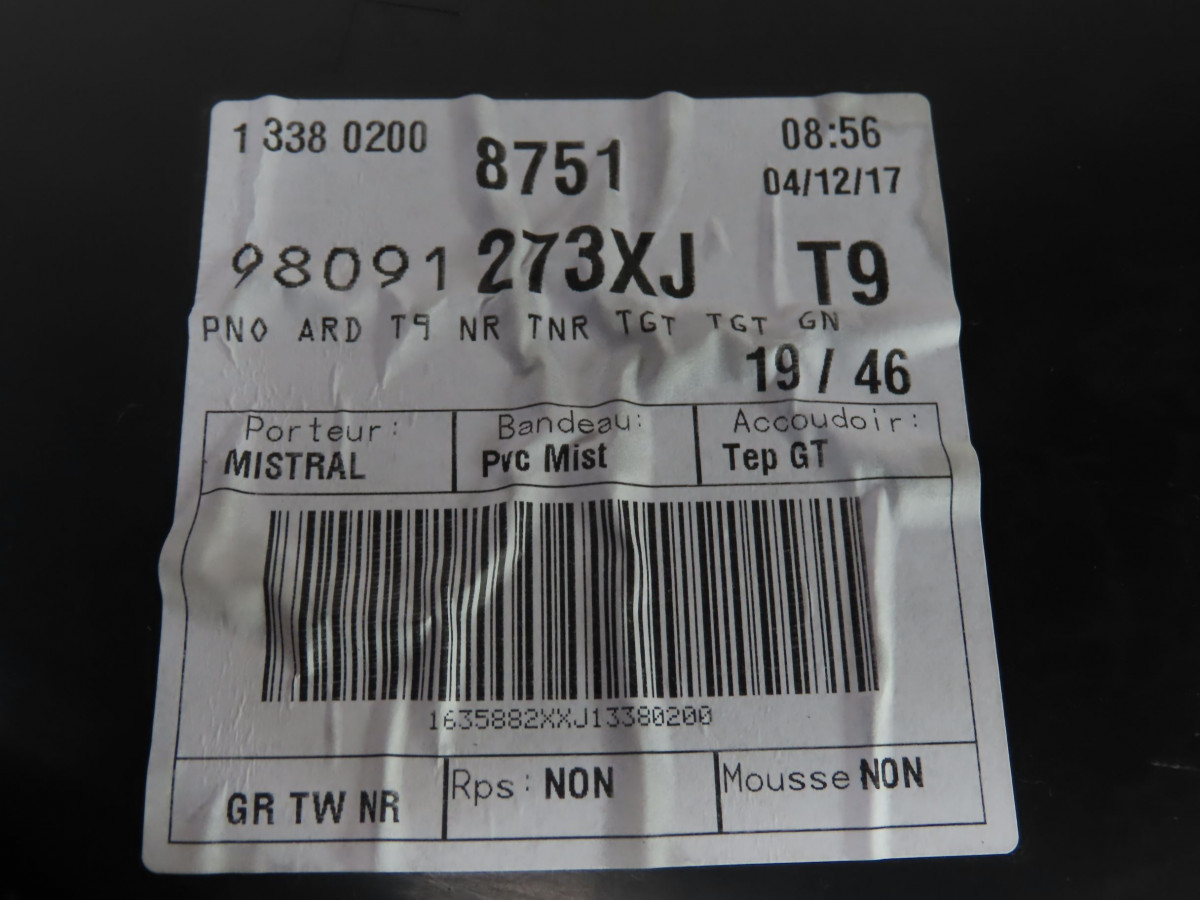 1 338 0200 8751 08:56
04/12/17
98091 273XJ T9
PNO ARD T9 NR TNR TGT TGT GN
19 / 46
Porteur: Bandeau: Accoudoir:
MISTRAL Pvc Mist Tep GT
1635882XXJ13380200
GR TW NR Rps: NON Mousse NON